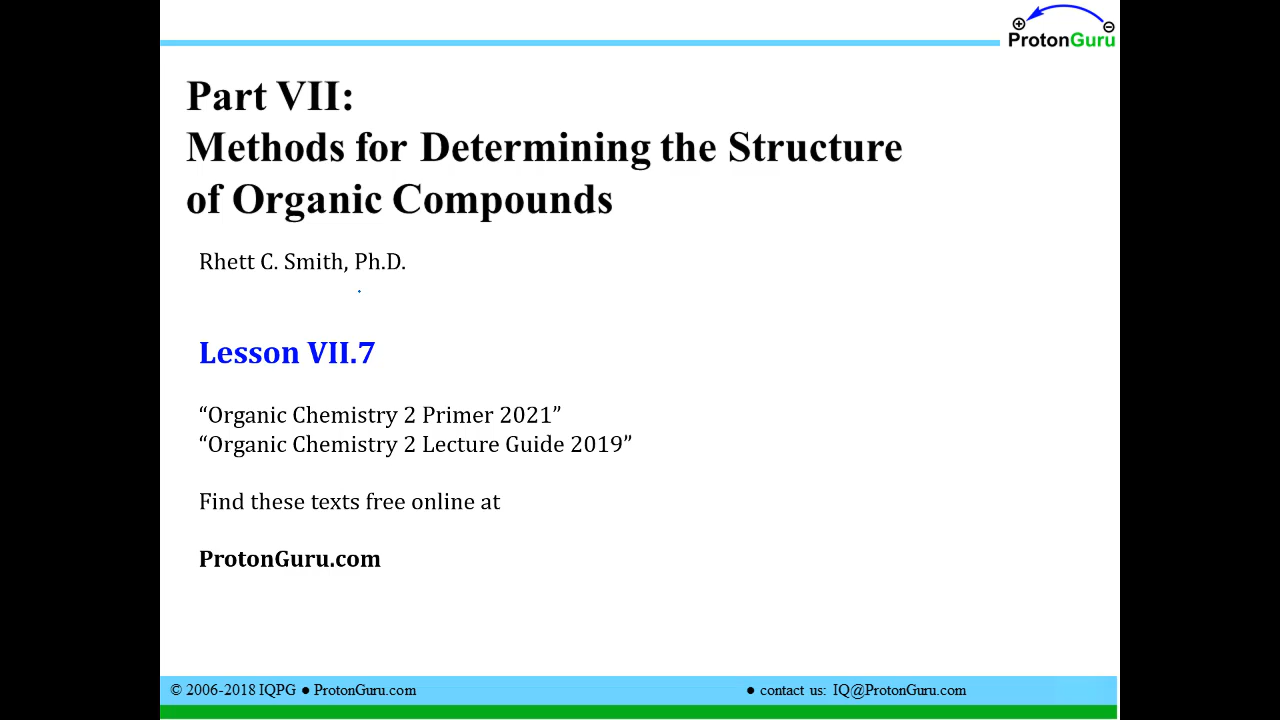 ⊕ ⊖
ProtonGuru
Part VII:
Methods for Determining the Structure
of Organic Compounds
Rhett C. Smith, Ph.D.
Lesson VII.7
“Organic Chemistry 2 Primer 2021”
“Organic Chemistry 2 Lecture Guide 2019”
Find these texts free online at
ProtonGuru.com
© 2006-2018 IQPG ● ProtonGuru.com ● contact us: IQ@ProtonGuru.com